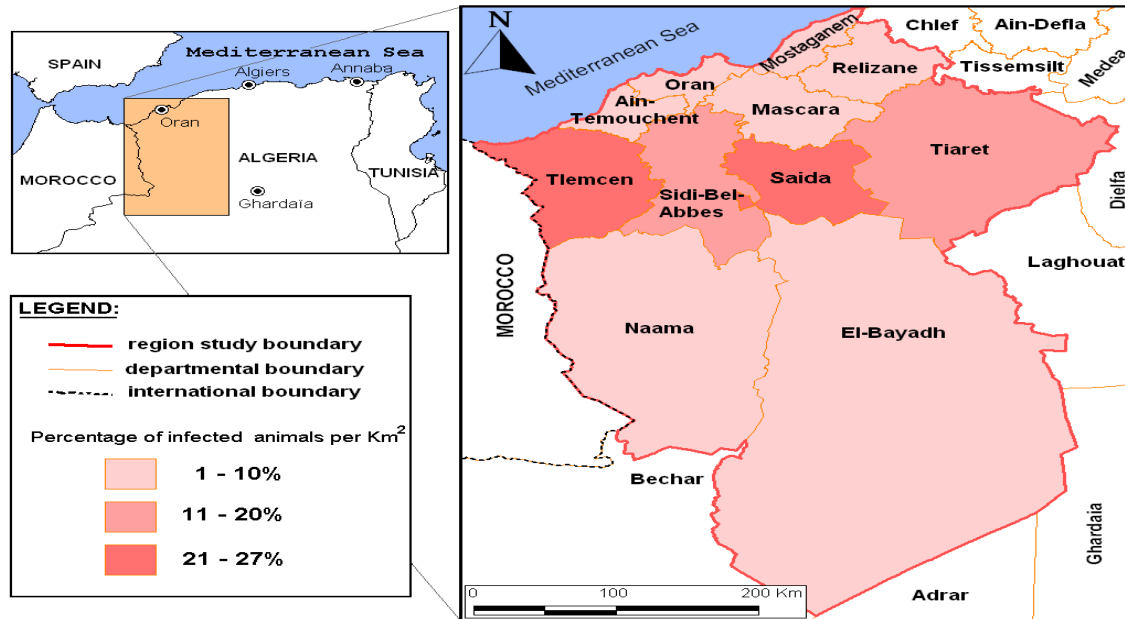 Mediterranean Sea
SPAIN
Algiers
Annaba
Oran
ALGERIA
MOROCCO
TUNISIA
Ghardaïa
LEGEND:
region study boundary
departmental boundary
international boundary
Percentage of infected animals per Km²
1 - 10%
11 - 20%
21 - 27%
N
Mediterranean Sea
Mostaganem
Chlef
Ain-Defla
Medea
Tissemsilt
Relizane
Oran
Ain-
Temouchent
Mascara
Tiaret
Tlemcen
Saida
Sidi-Bel-
Abbes
Djelfa
Laghouat
MOROCCO
Naama
El-Bayadh
Bechar
Ghardaia
Adrar
0 100 200 Km